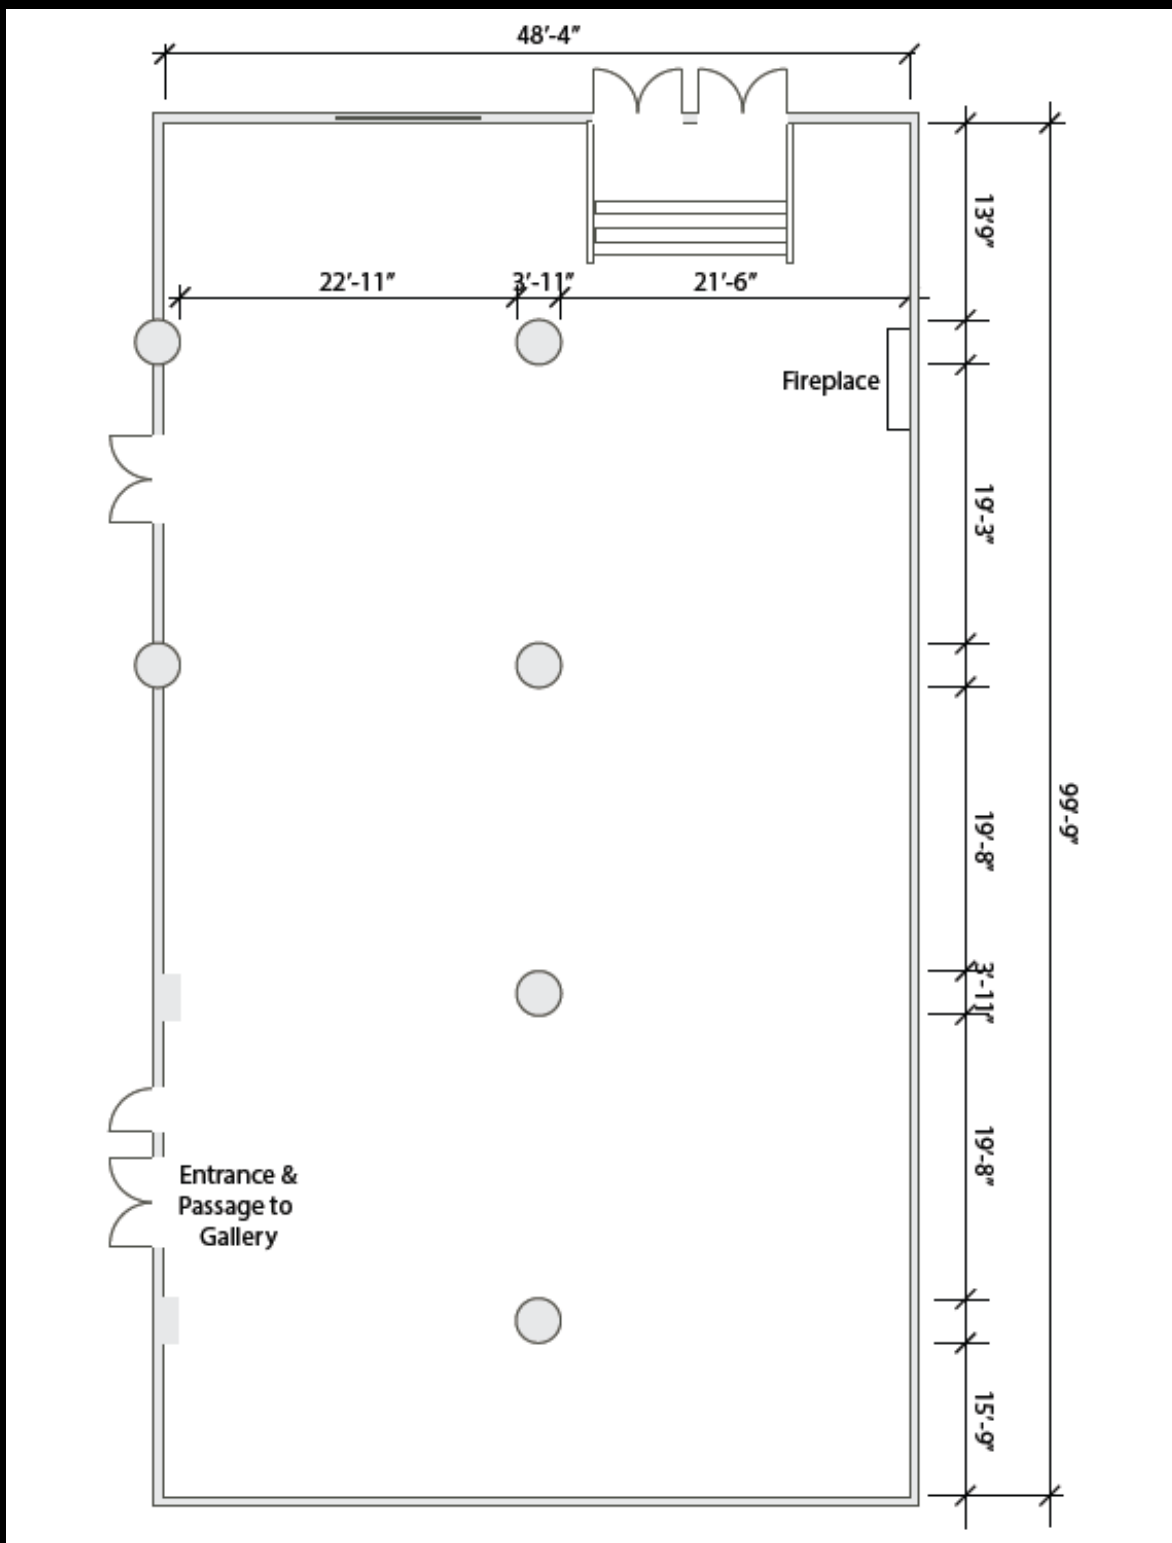 48'-4"
13'9"
22'-11"
3'-11"
21'-6"
Fireplace
19'-3"
99'-9"
19'-8"
3'-11"
19'-8"
Entrance &
Passage to
Gallery
15'-9"